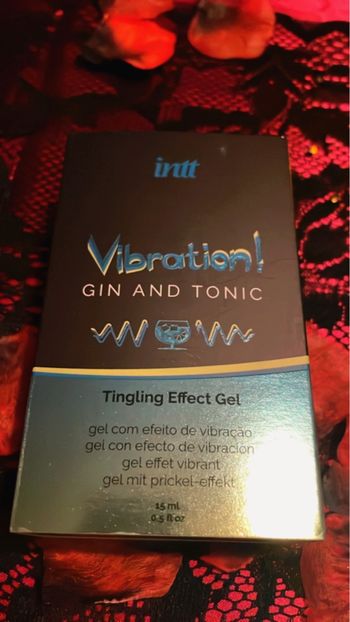 intt
Vibration!
GIN AND TONIC
Tingling Effect Gel
gel com efeito de vibração
gel con efecto de vibracion
gel effet vibrant
gel mit prickel-effekt
15 ml
0.5 fl oz